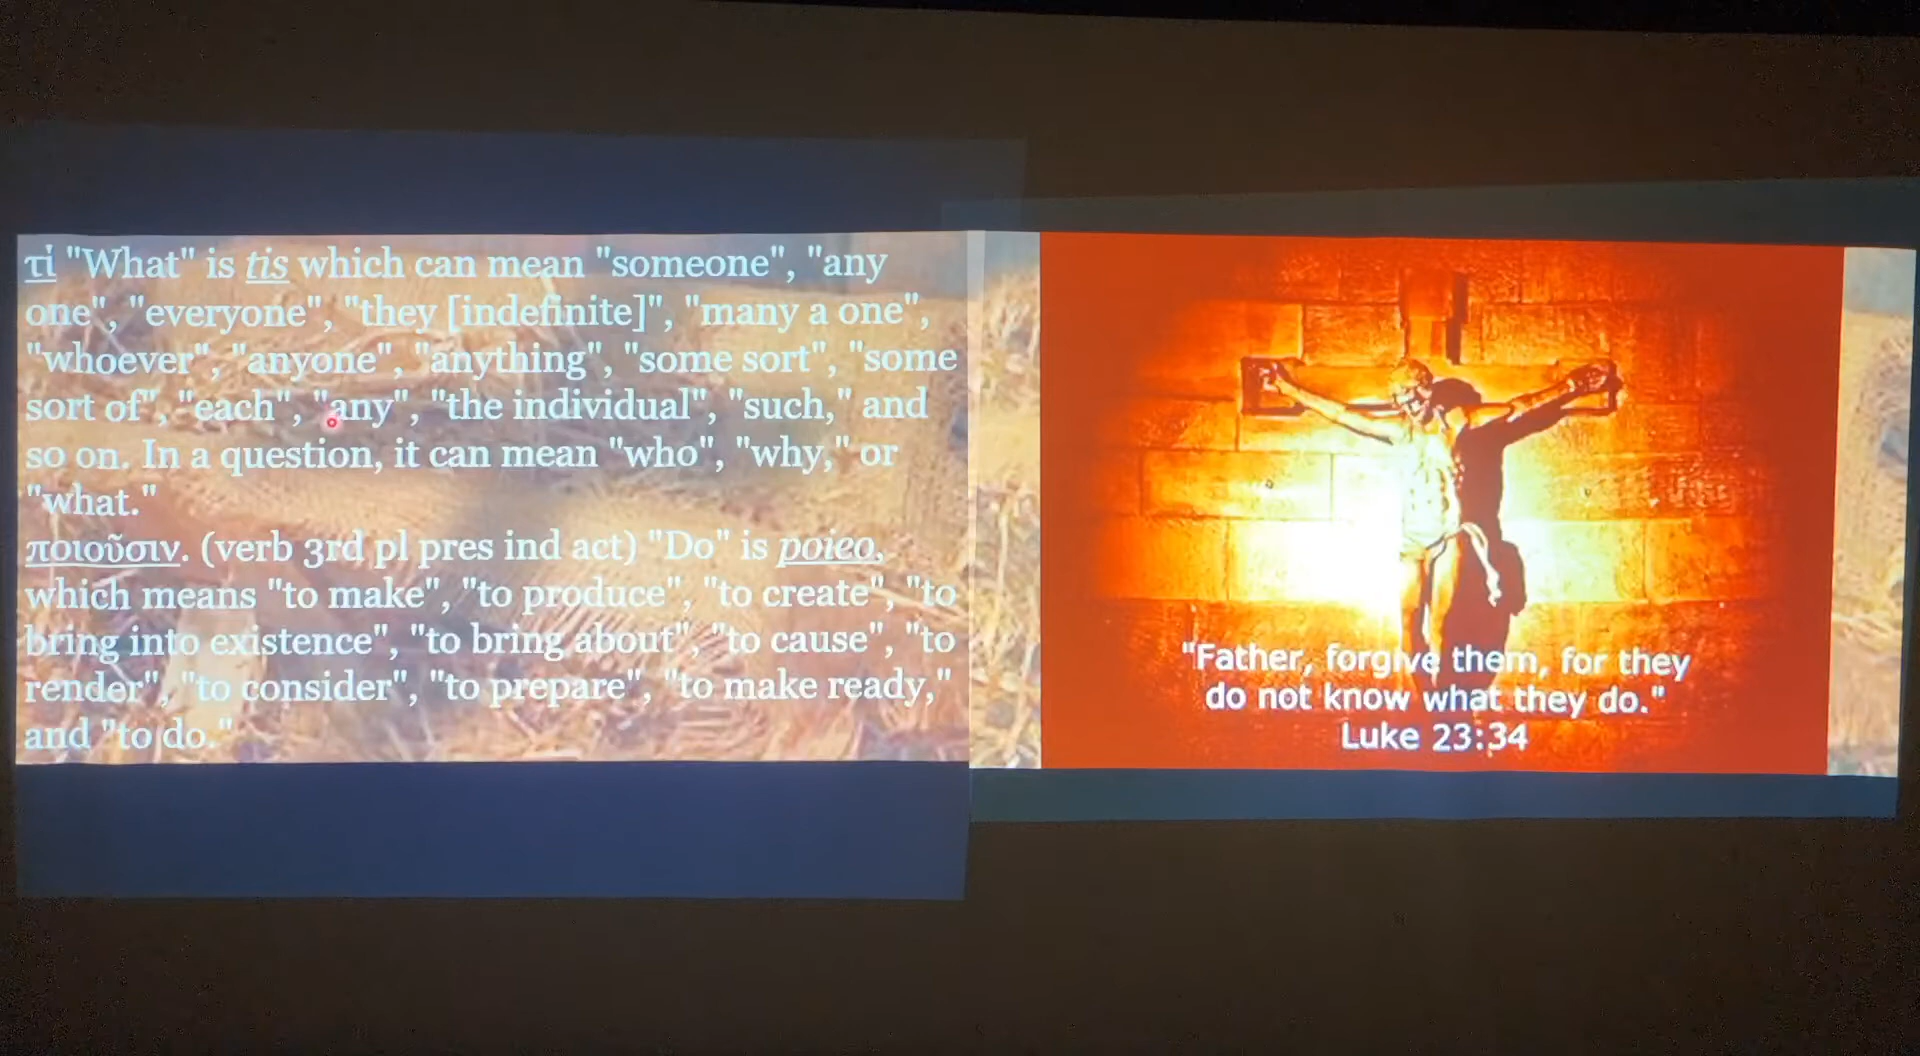 τί "What" is tis which can mean "someone", "any
one", "everyone", "they [indefinite]", "many a one",
"whoever", "anyone", "anything", "some sort", "some
sort of", "each", "any", "the individual", "such," and
so on. In a question, it can mean "who", "why," or
"what."
ποιοῦσιν. (verb 3rd pl pres ind act) "Do" is poieo,
which means "to make", "to produce", "to create", "to
bring into existence", "to bring about", "to cause", "to
render", "to consider", "to prepare", "to make ready,"
and "to do."
"Father, forgive them, for they
do not know what they do."
Luke 23:34